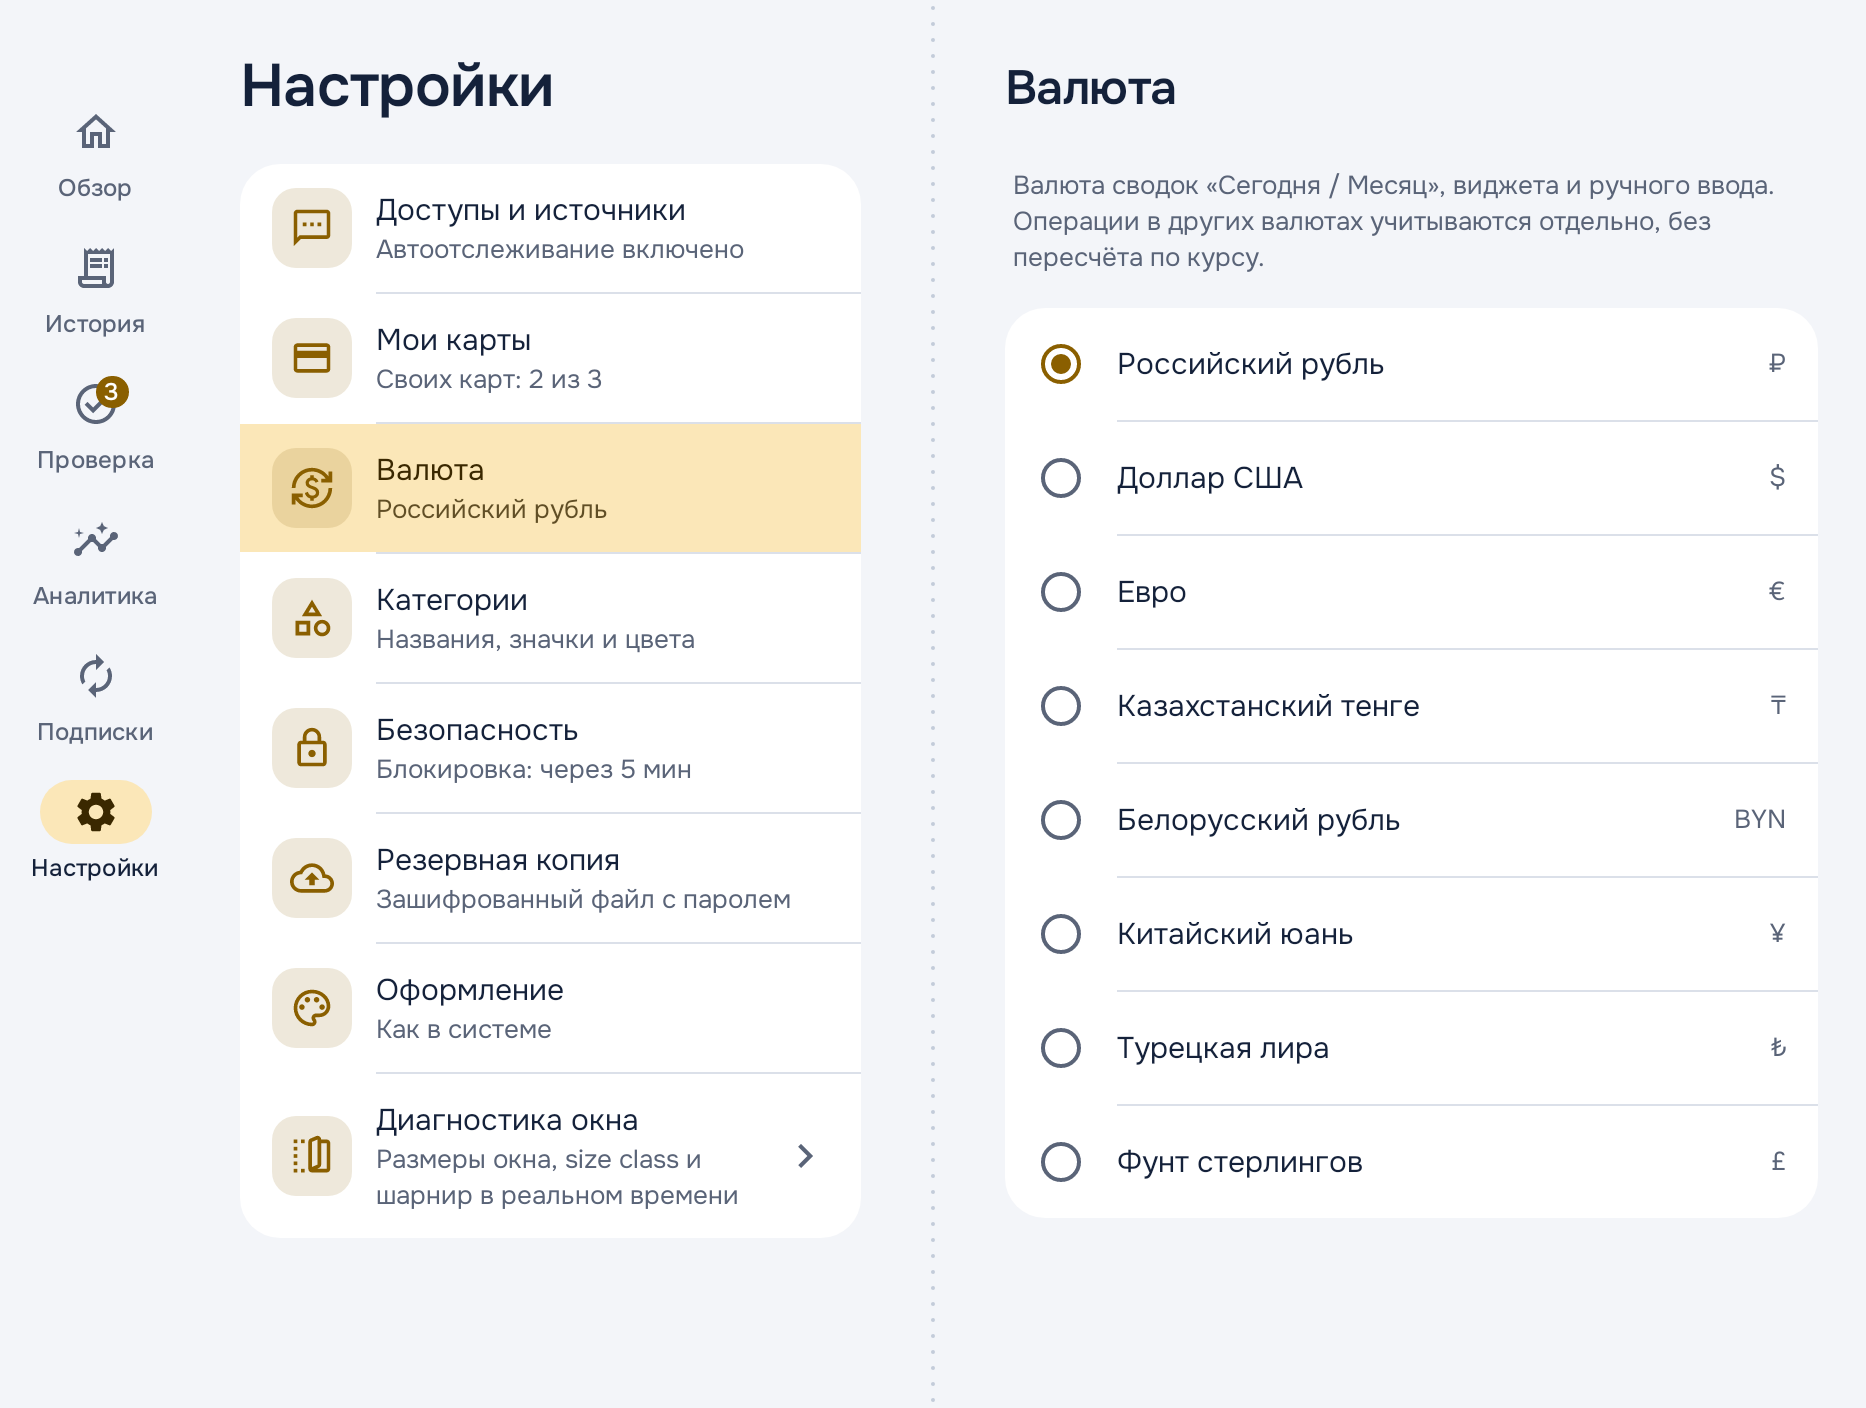 Обзор
История
3
Проверка
Аналитика
Подписки
Настройки
Настройки
Доступы и источники
Автоотслеживание включено
Мои карты
Своих карт: 2 из 3
Валюта
Российский рубль
Категории
Названия, значки и цвета
Безопасность
Блокировка: через 5 мин
Резервная копия
Зашифрованный файл с паролем
Оформление
Как в системе
Диагностика окна
Размеры окна, size class и
шарнир в реальном времени
Валюта
Валюта сводок «Сегодня / Месяц», виджета и ручного ввода.
Операции в других валютах учитываются отдельно, без
пересчёта по курсу.
Российский рубль ₽
Доллар США $
Евро €
Казахстанский тенге ₸
Белорусский рубль BYN
Китайский юань ¥
Турецкая лира ₺
Фунт стерлингов £